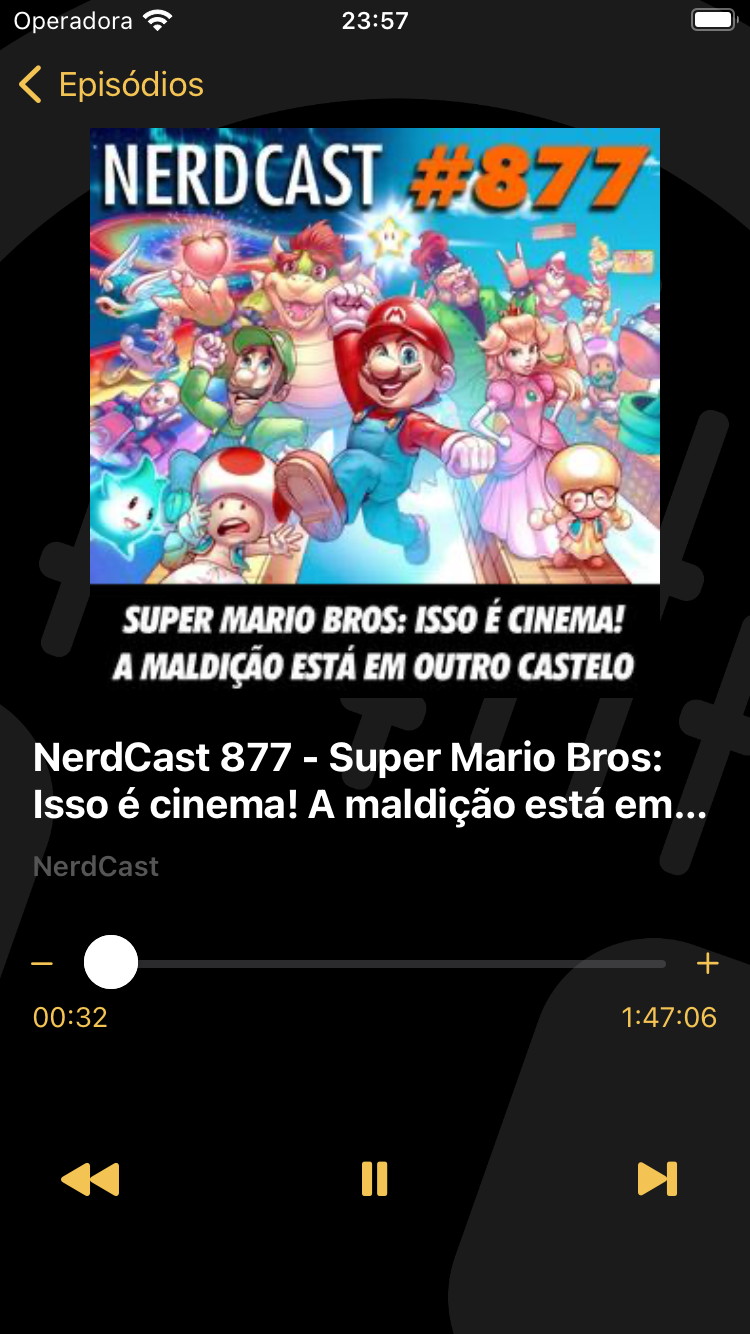 Operadora 23:57
Episódios
NERDCAST #877
SUPER MARIO BROS: ISSO É CINEMA!
A MALDIÇÃO ESTÁ EM OUTRO CASTELO
NerdCast 877 - Super Mario Bros:
Isso é cinema! A maldição está em...
NerdCast
− +
00:32 1:47:06